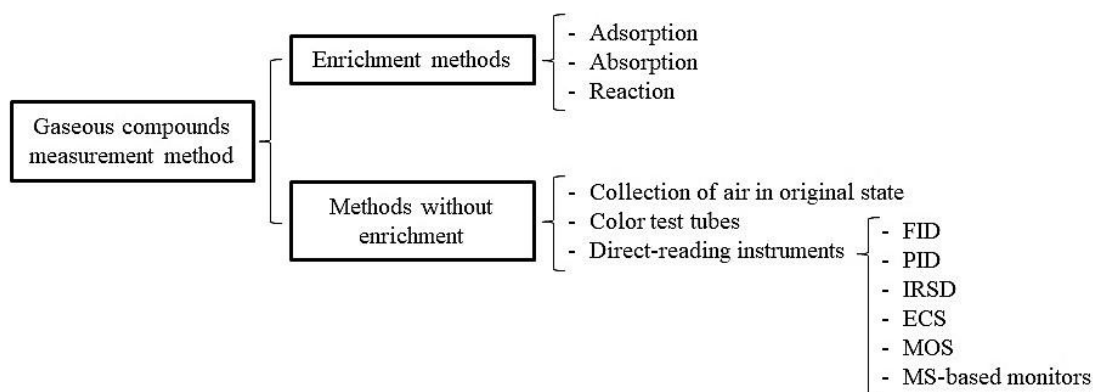 Gaseous compounds
measurement method
Enrichment methods
- Adsorption
- Absorption
- Reaction
Methods without
enrichment
- Collection of air in original state
- Color test tubes
- Direct-reading instruments
- FID
- PID
- IRSD
- ECS
- MOS
- MS-based monitors